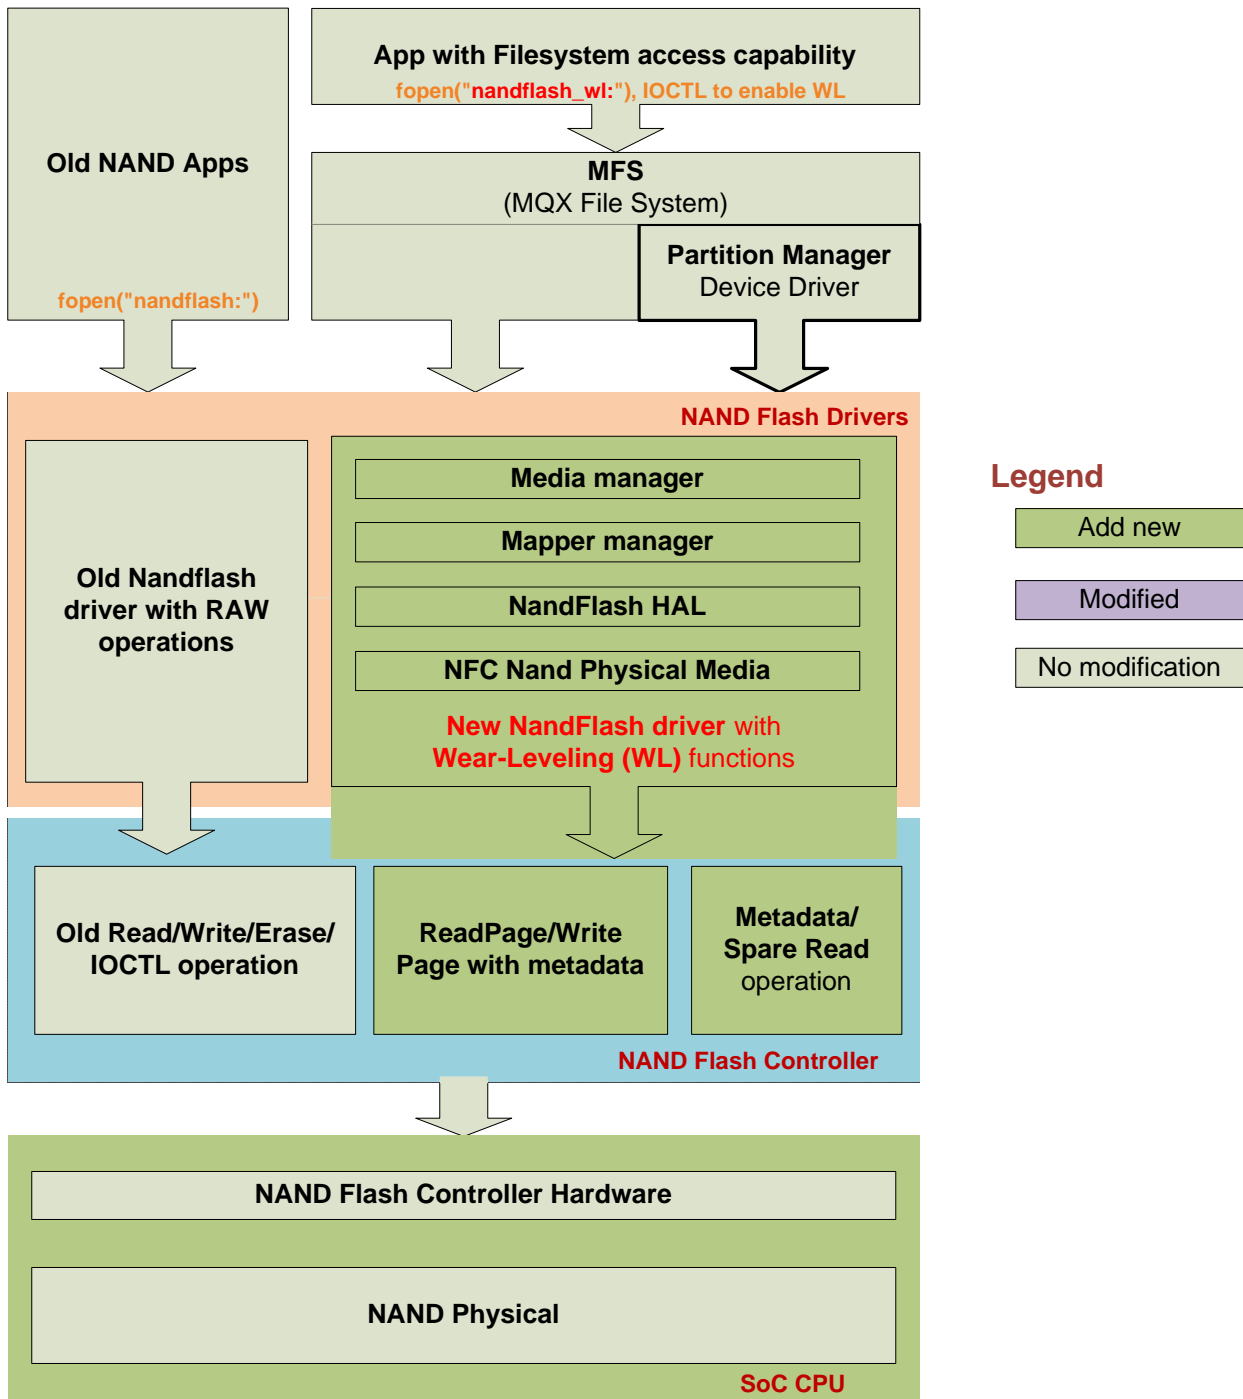 App with Filesystem access capability
fopen("nandflash_wl:"), IOCTL to enable WL
Old NAND Apps
fopen("nandflash:")
MFS
(MQX File System)
Partition Manager
Device Driver
NAND Flash Drivers
Old Nandflash
driver with RAW
operations
Media manager
Mapper manager
NandFlash HAL
NFC Nand Physical Media
New NandFlash driver with
Wear-Leveling (WL) functions
Old Read/Write/Erase/
IOCTL operation
ReadPage/Write
Page with metadata
Metadata/
Spare Read
operation
NAND Flash Controller
NAND Flash Controller Hardware
NAND Physical
SoC CPU
Legend
Add new
Modified
No modification